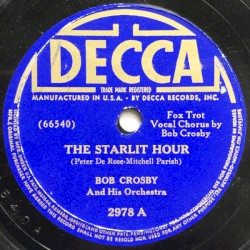 DECCA
TRADE MARK REGISTERED
MANUFACTURED IN U.S.A. - BY DECCA RECORDS, INC.
(66540)
Fox Trot
Vocal Chorus by
Bob Crosby
THE STARLIT HOUR
(Peter De Rose-Mitchell Parish)
BOB CROSBY
And His Orchestra
2978 A